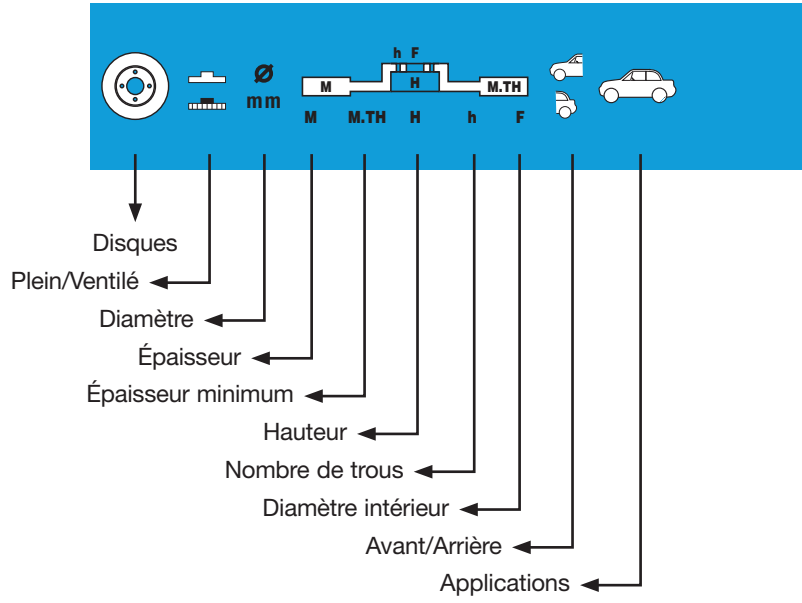 h F
Ø
mm
M
H
M.TH
M M.TH H h F
Disques
Plein/Ventilé
Diamètre
Épaisseur
Épaisseur minimum
Hauteur
Nombre de trous
Diamètre intérieur
Avant/Arrière
Applications